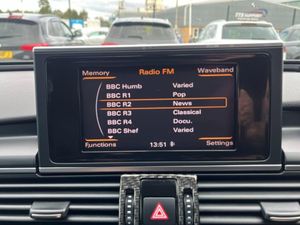 Memory Radio FM Waveband
BBC Humb Varied
BBC R1 Pop
BBC R2 News
BBC R3 Classical
BBC R4 Docu.
BBC Shef Varied
Functions 13:51 Settings